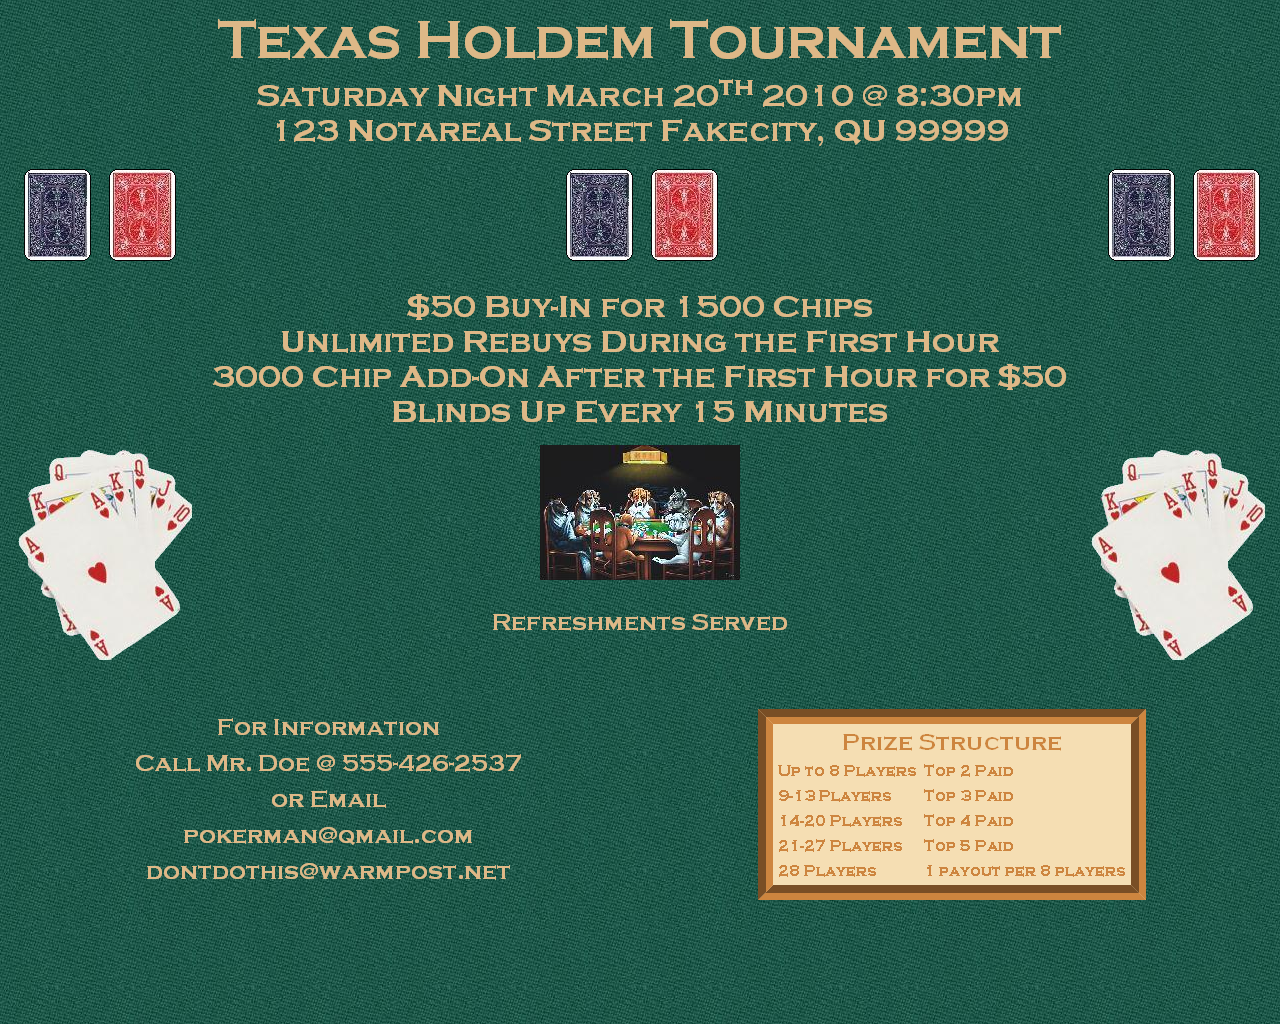 Texas Holdem Tournament
Saturday Night March 20th 2010 @ 8:30pm
123 Notareal Street Fakecity, QU 99999
$50 Buy-In for 1500 Chips
Unlimited Rebuys During the First Hour
3000 Chip Add-On After the First Hour for $50
Blinds Up Every 15 Minutes
K Q A K Q J 10
A A
Refreshments Served
K Q A K Q J 10
A A
For Information
Call Mr. Doe @ 555-426-2537
or Email
pokerman@qmail.com
dontdothis@warmpost.net
Prize Structure
Up to 8 Players Top 2 Paid
9-13 Players Top 3 Paid
14-20 Players Top 4 Paid
21-27 Players Top 5 Paid
28 Players 1 payout per 8 players